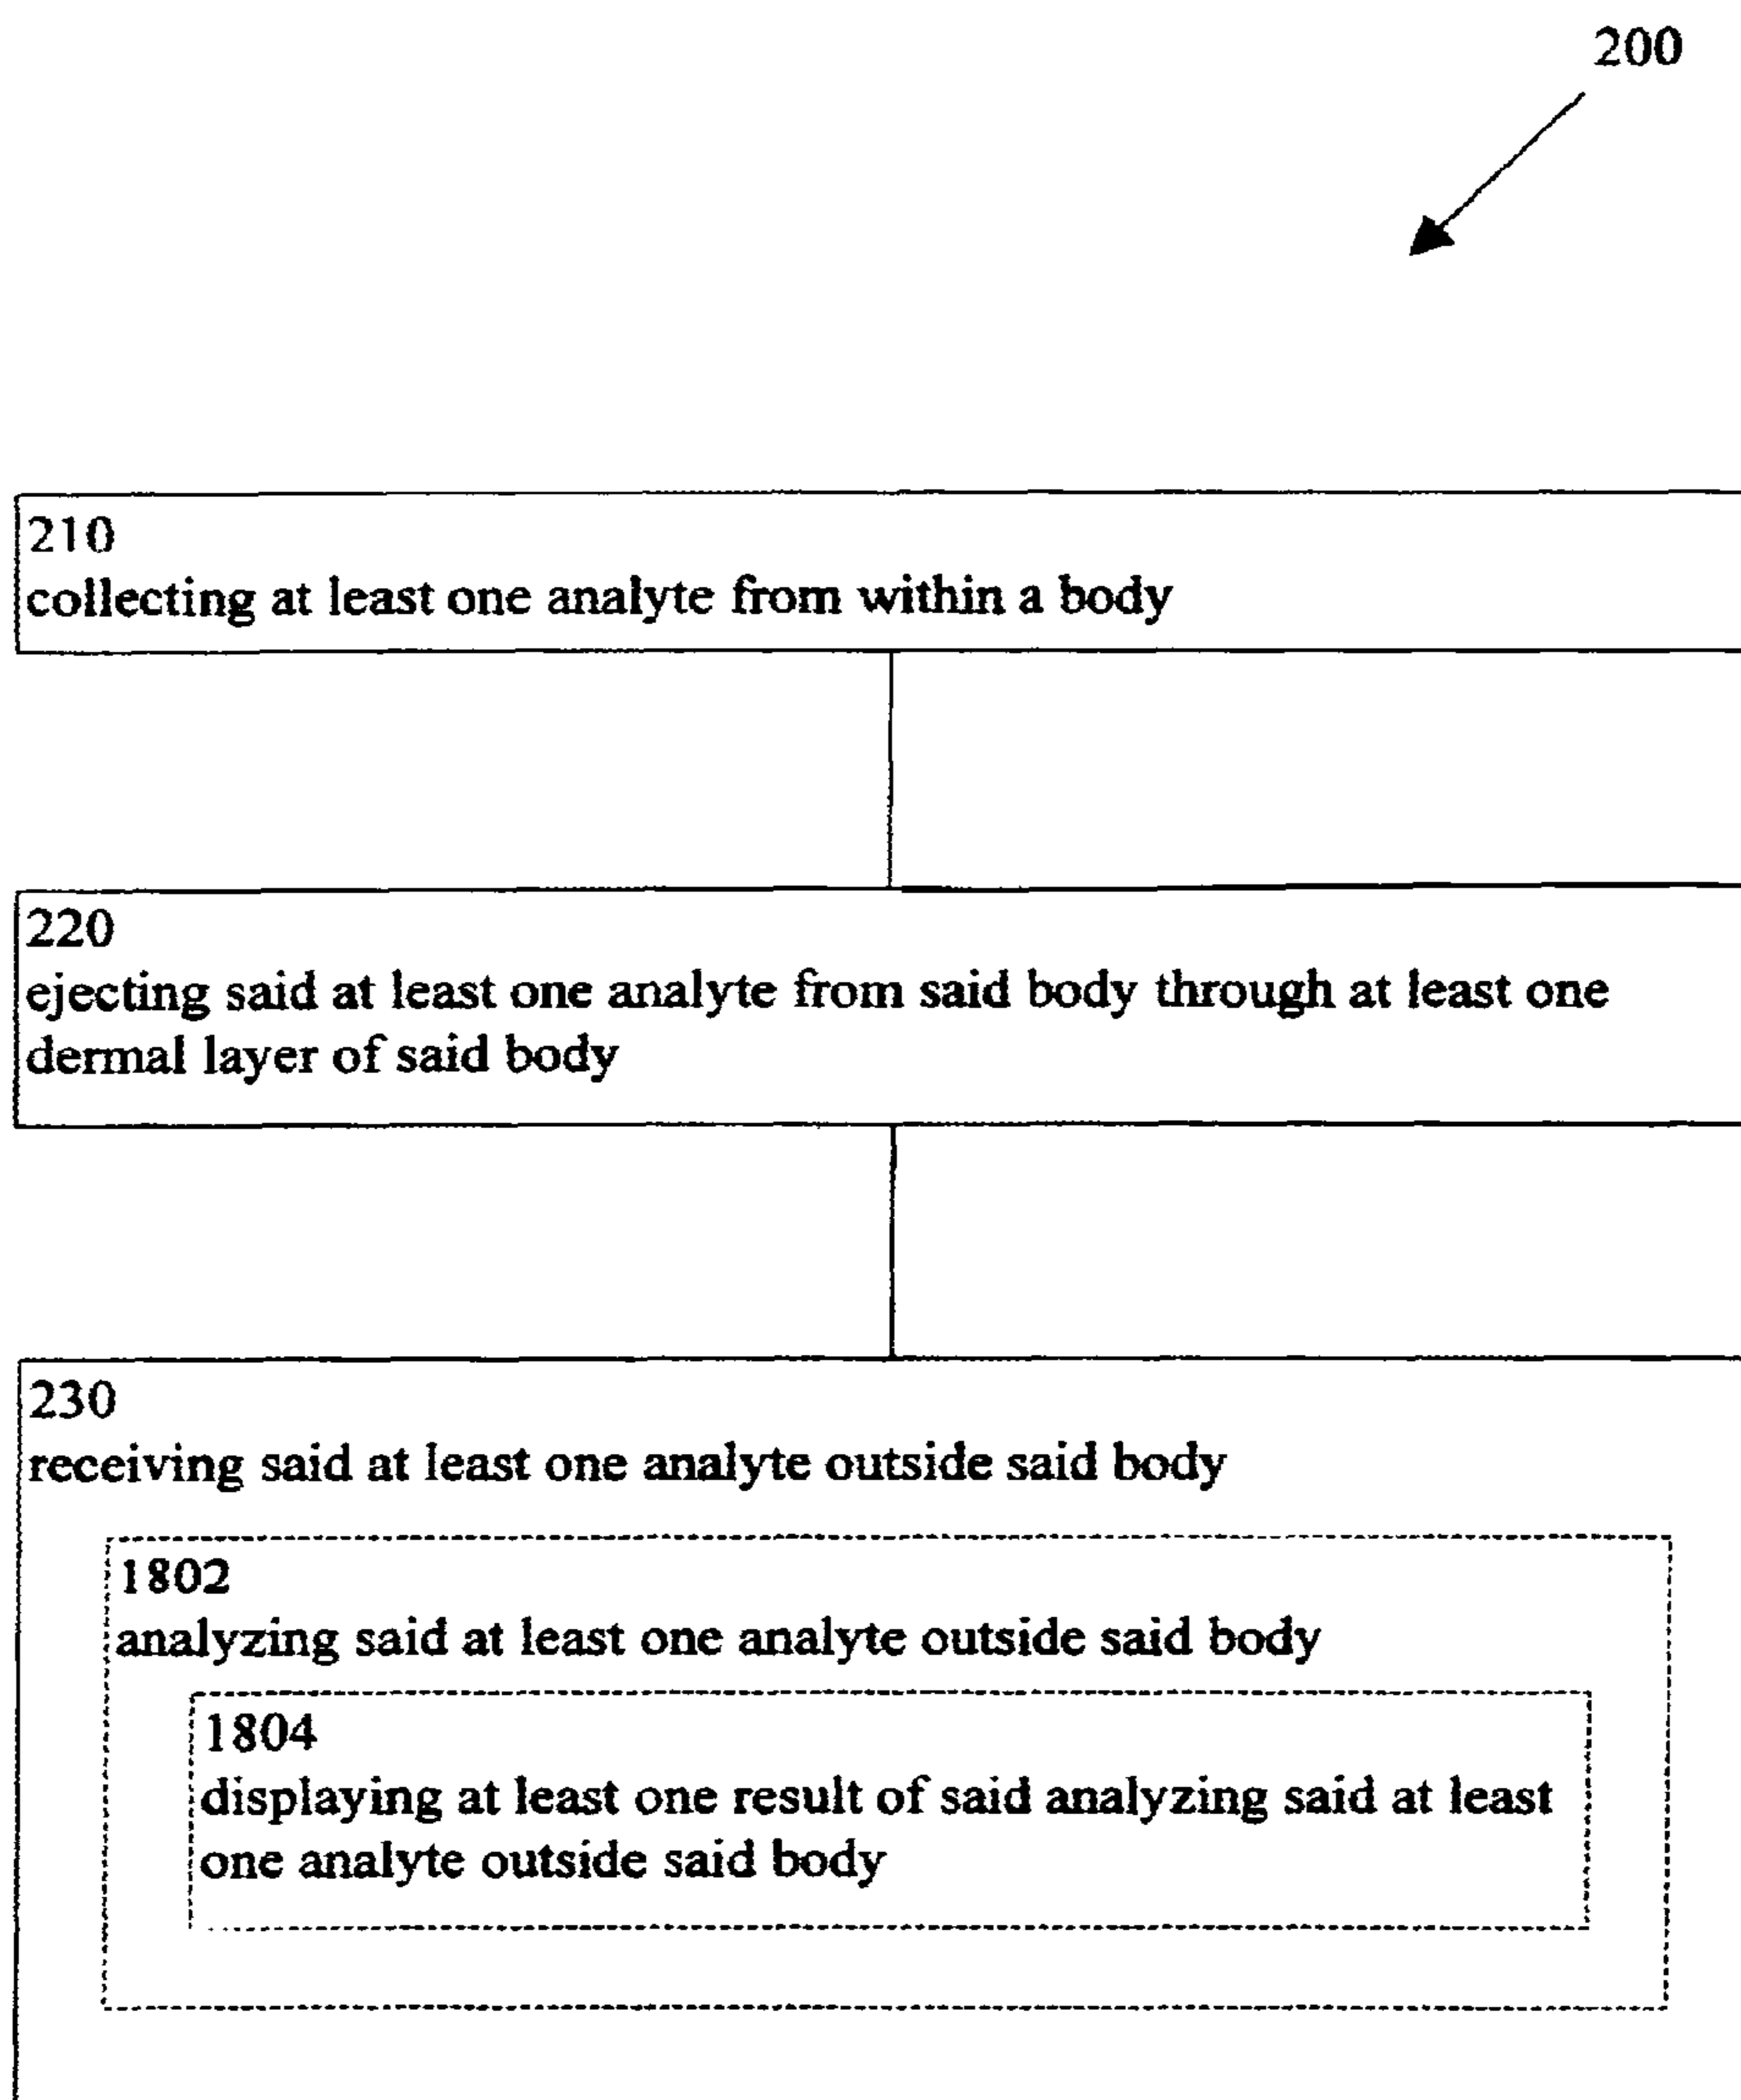 200
210
collecting at least one analyte from within a body
220
ejecting said at least one analyte from said body through at least one
dermal layer of said body
230
receiving said at least one analyte outside said body
1802
analyzing said at least one analyte outside said body
1804
displaying at least one result of said analyzing said at least
one analyte outside said body